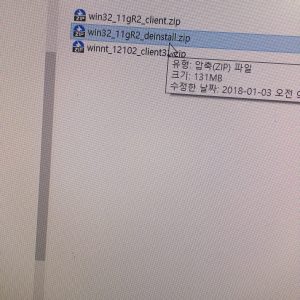 win32_11gR2_client.zip
win32_11gR2_deinstall.zip
winnt_12102_client32.zip
유형: 압축(ZIP) 파일
크기: 131MB
수정한 날짜: 2018-01-03 오전